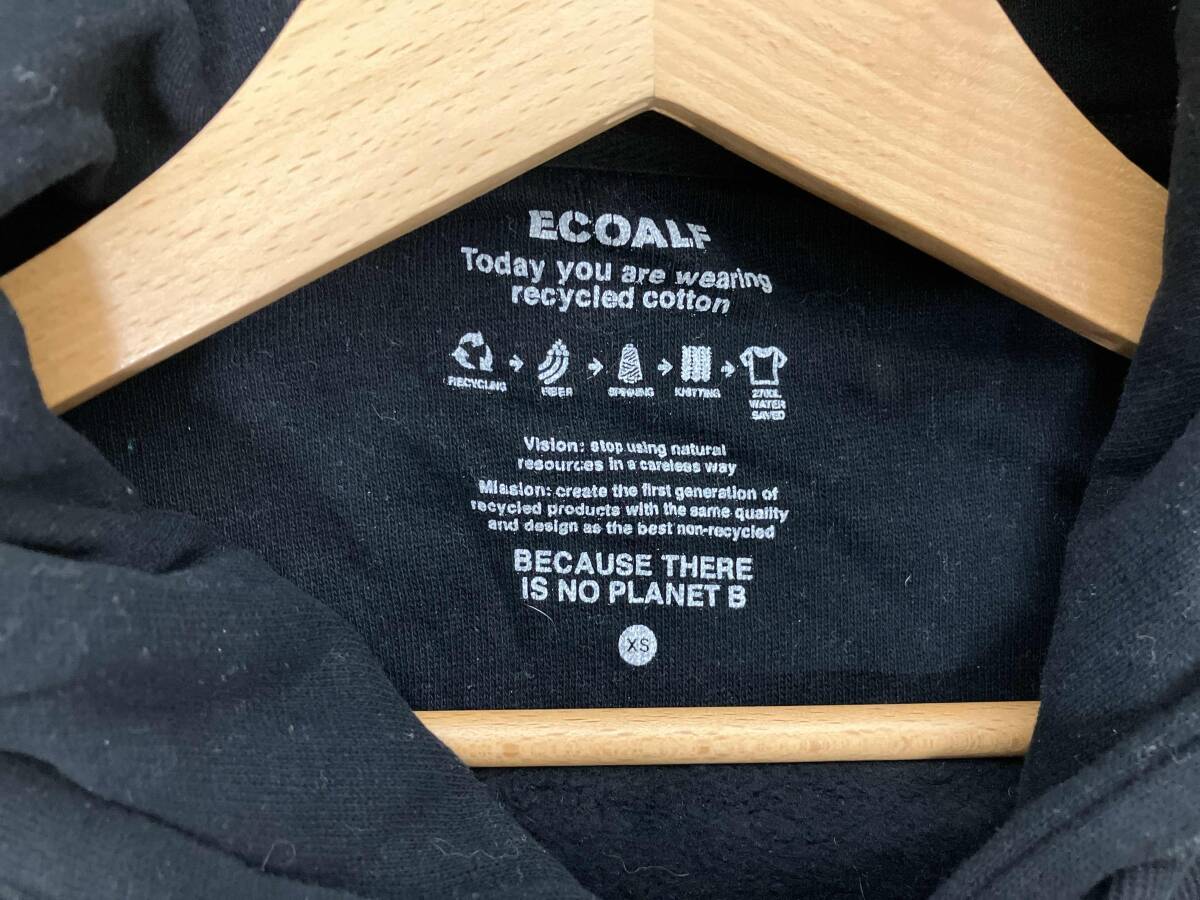 ECOALF
Today you are wearing
recycled cotton
RECYCLING
FIBER
SPINNING
KNITTING
2700L
WATER
SAVED
Vision: stop using natural
resources in a careless way
Mission: create the first generation of
recycled products with the same quality
and design as the best non-recycled
BECAUSE THERE
IS NO PLANET B
XS